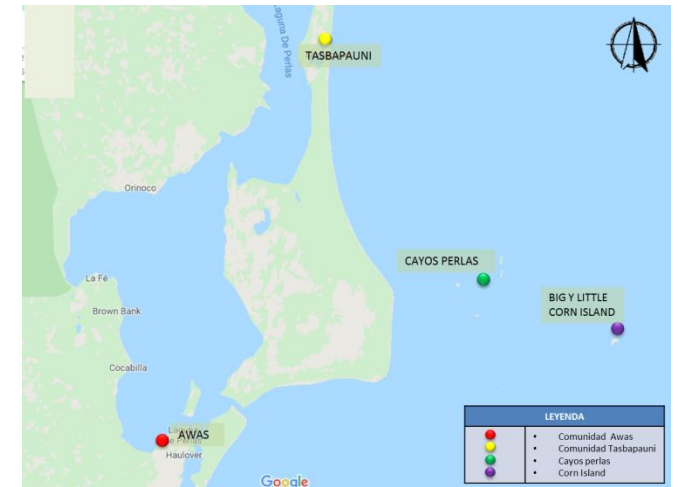 Laguna De Perlas
TASBAPAUNI
Orinoco
CAYOS PERLAS
La Fé
BIG Y LITTLE
CORN ISLAND
Brown Bank
Cocabilla
AWAS
Haulover
Google
LEYENDA
• Comunidad Awas
• Comunidad Tasbapauni
• Cayos perlas
• Corn Island